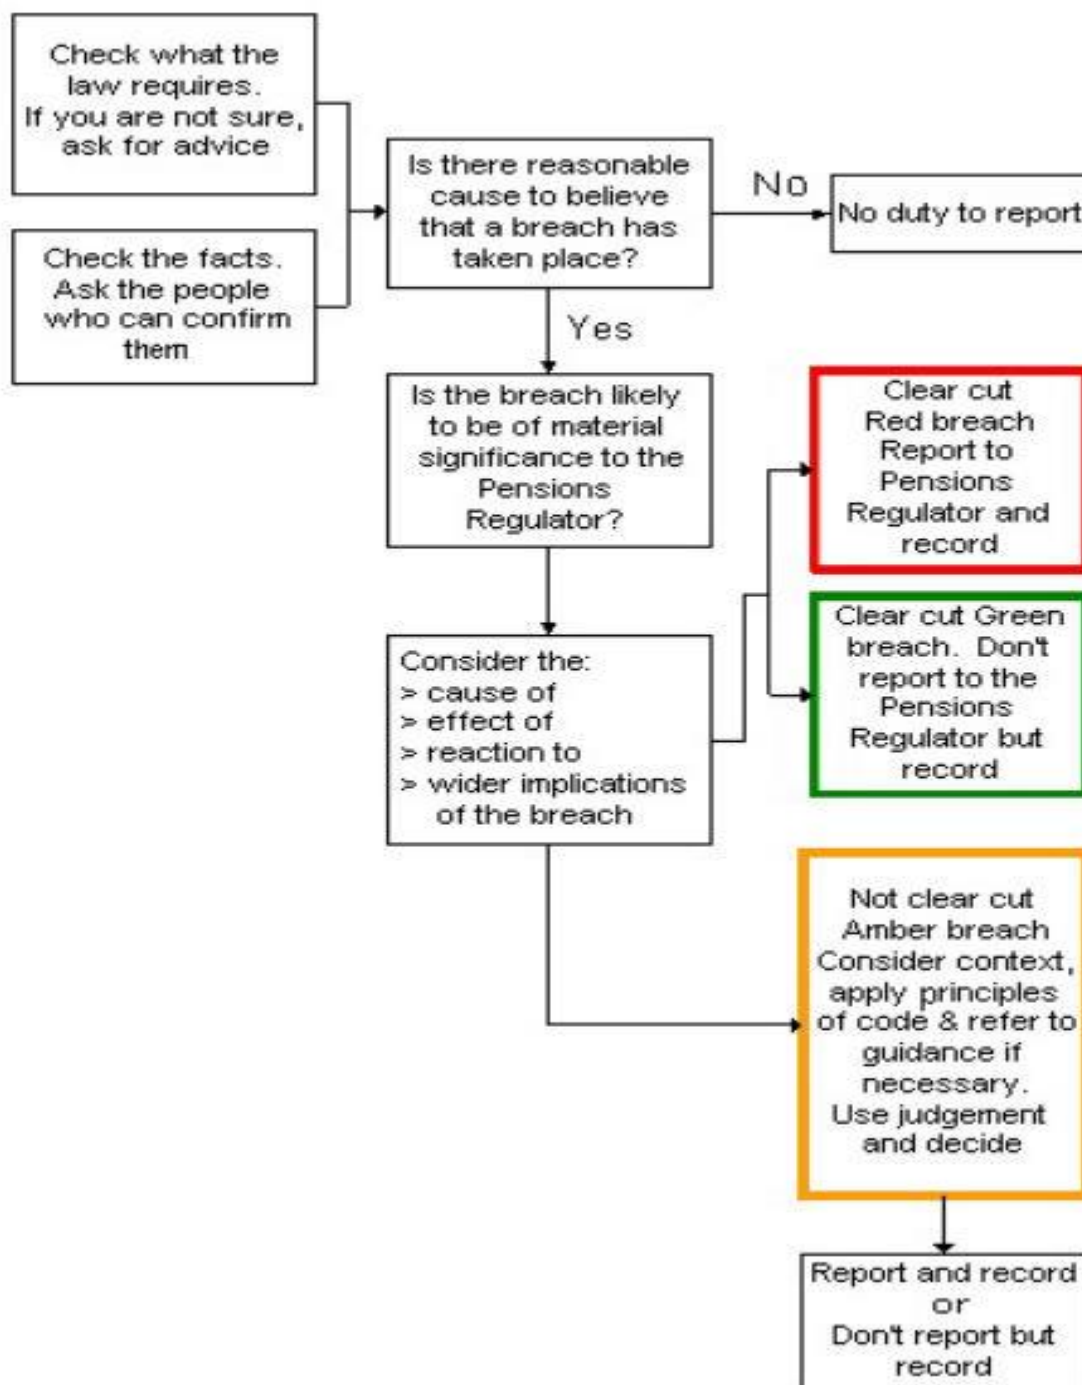 Check what the
law requires.
If you are not sure,
ask for advice
Check the facts.
Ask the people
who can confirm
them
Is there reasonable
cause to believe
that a breach has
taken place?
No
No duty to report
Yes
Is the breach likely
to be of material
significance to the
Pensions
Regulator?
Clear cut
Red breach
Report to
Pensions
Regulator and
record
Clear cut Green
breach. Don't
report to the
Pensions
Regulator but
record
Consider the:
> cause of
> effect of
> reaction to
> wider implications
of the breach
Not clear cut
Amber breach
Consider context,
apply principles
of code & refer to
guidance if
necessary.
Use judgement
and decide
Report and record
or
Don't report but
record